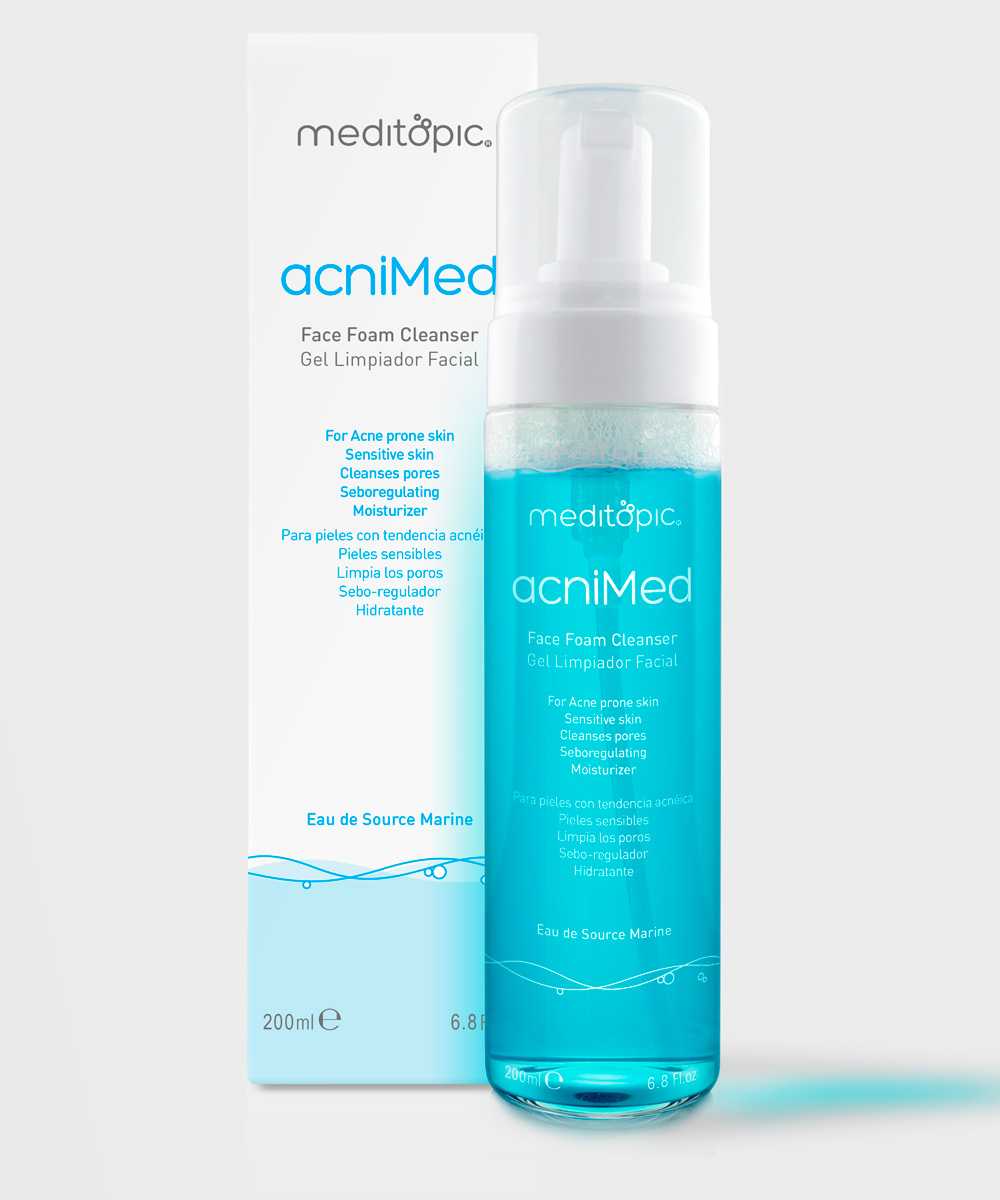 meditopic®
acniMed
Face Foam Cleanser
Gel Limpiador Facial
For Acne prone skin
Sensitive skin
Cleanses pores
Seboregulating
Moisturizer
Para pieles con tendencia acnéi
Pieles sensibles
Limpia los poros
Sebo-regulador
Hidratante
Eau de Source Marine
200ml ℮ 6.8 F
meditopic®
acniMed
Face Foam Cleanser
Gel Limpiador Facial
For Acne prone skin
Sensitive skin
Cleanses pores
Seboregulating
Moisturizer
Para pieles con tendencia acnéica
Pieles sensibles
Limpia los poros
Sebo-regulador
Hidratante
Eau de Source Marine
200ml ℮ 6.8 Fl.oz